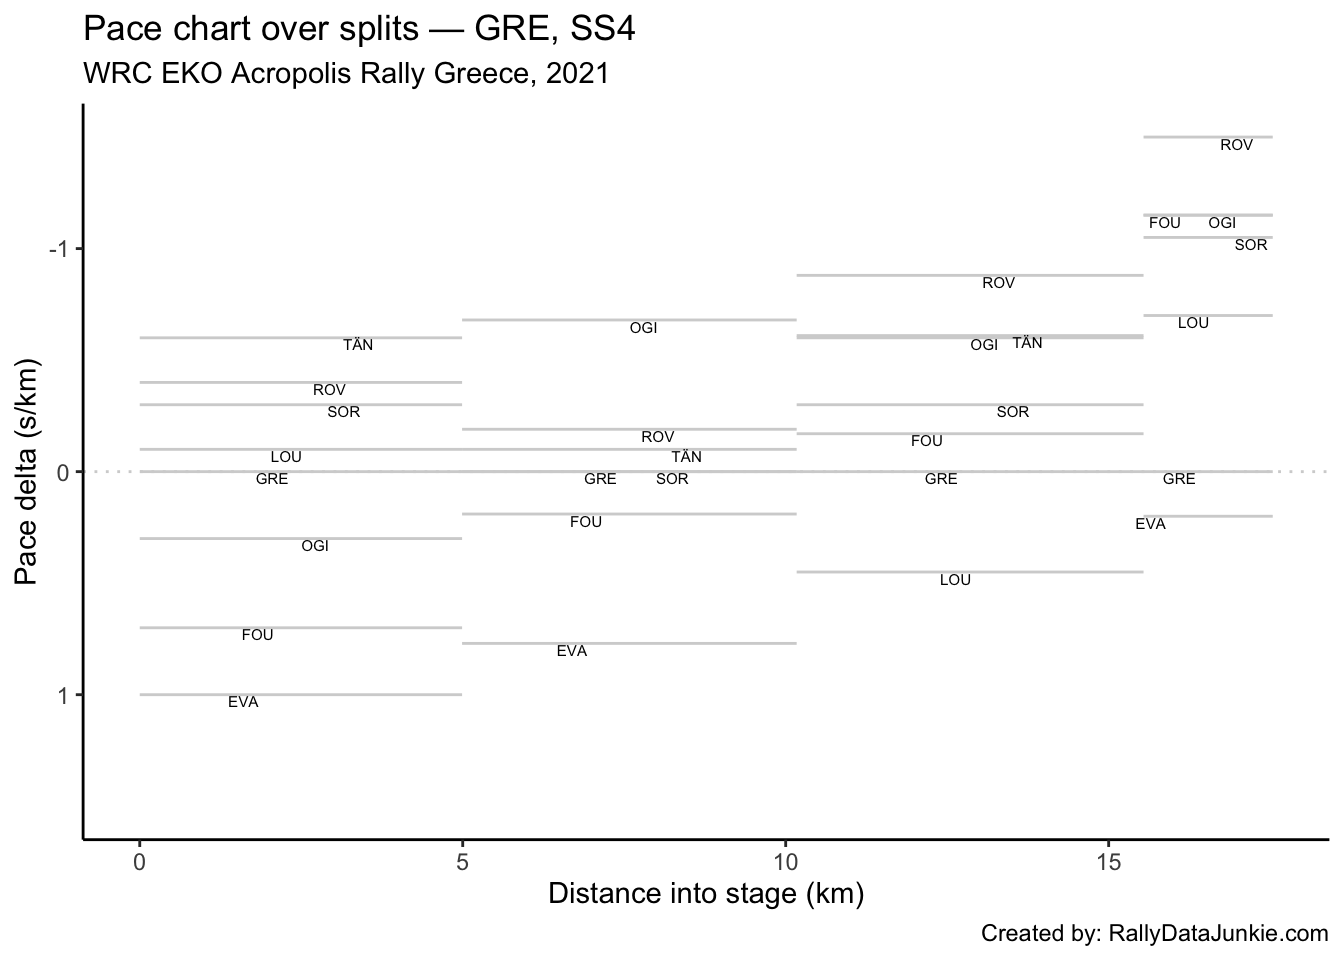 Pace chart over splits — GRE, SS4
WRC EKO Acropolis Rally Greece, 2021
ROV
FOU OGI
SOR
-1
ROV
OGI
LOU
TÄN
OGI TÄN
ROV
SOR
SOR
ROV
FOU
LOU
TÄN
0
GRE
GRE SOR
GRE
GRE
FOU
EVA
OGI
LOU
FOU
EVA
1
EVA
Pace delta (s/km)
0 5 10 15
Distance into stage (km)
Created by: RallyDataJunkie.com